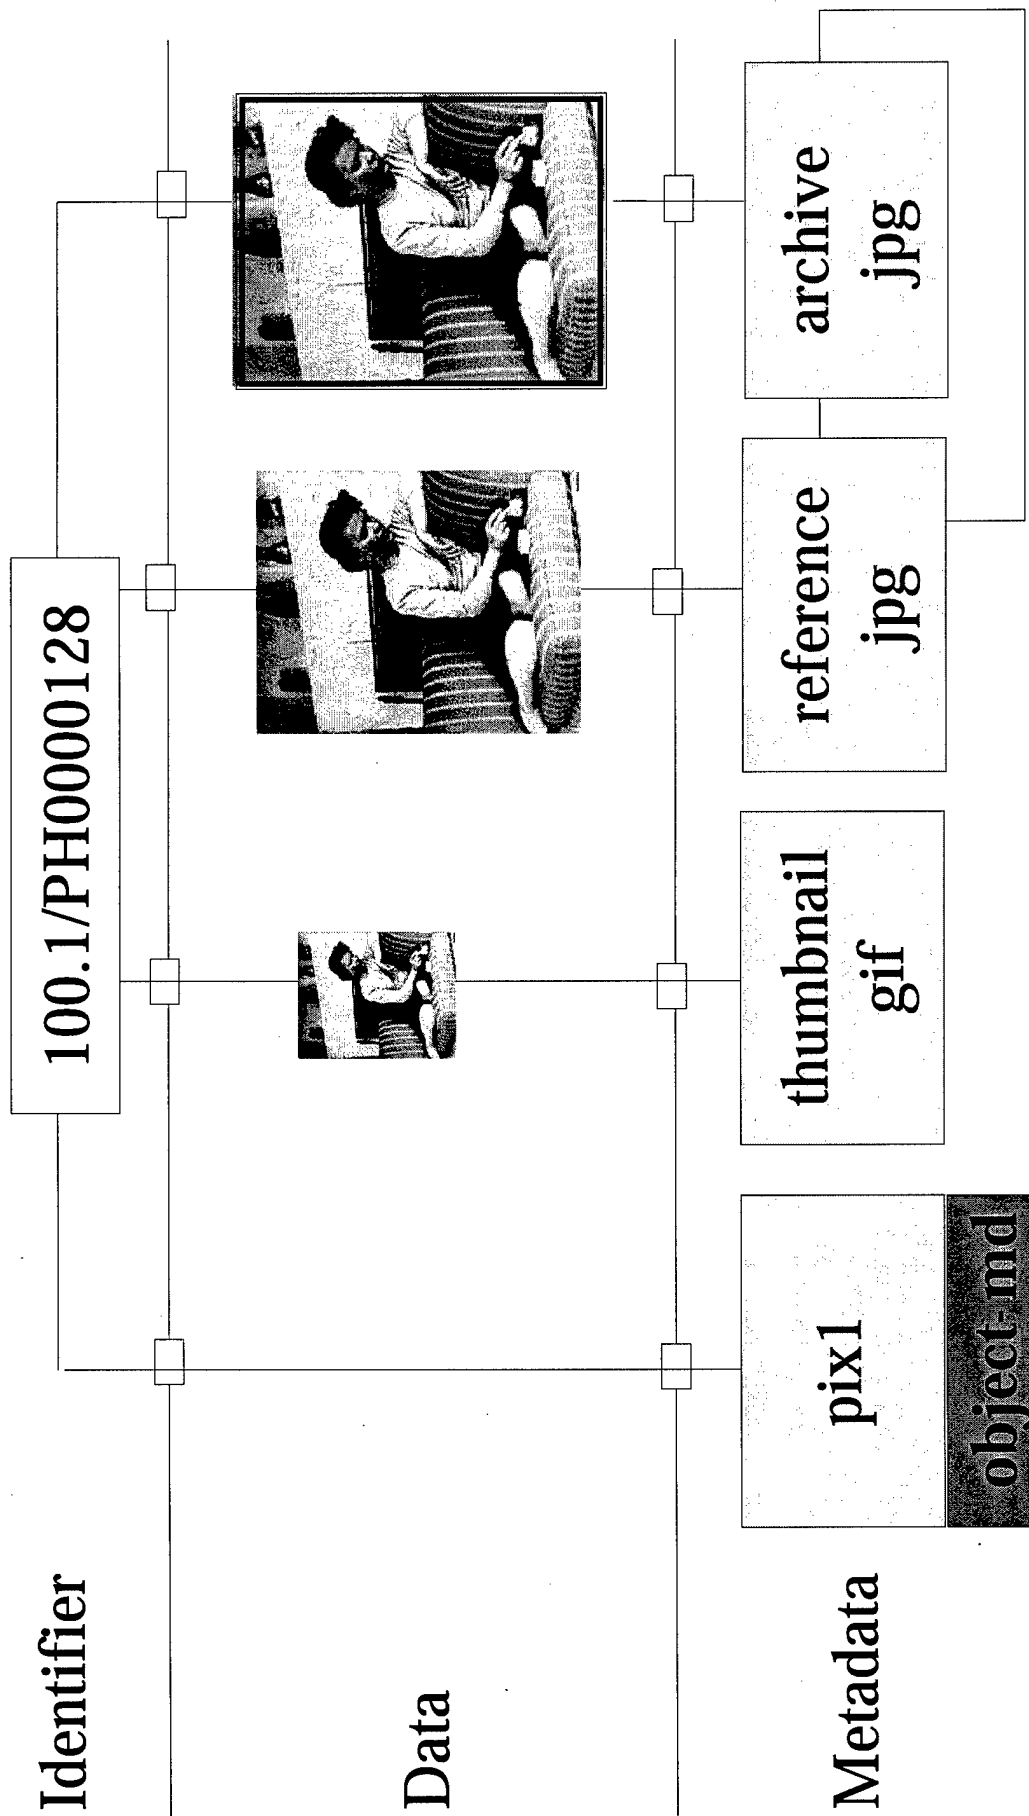 Identifier
100.1/PH0000128
Data
Metadata
pix1
object-md
thumbnail
gif
reference
jpg
archive
jpg